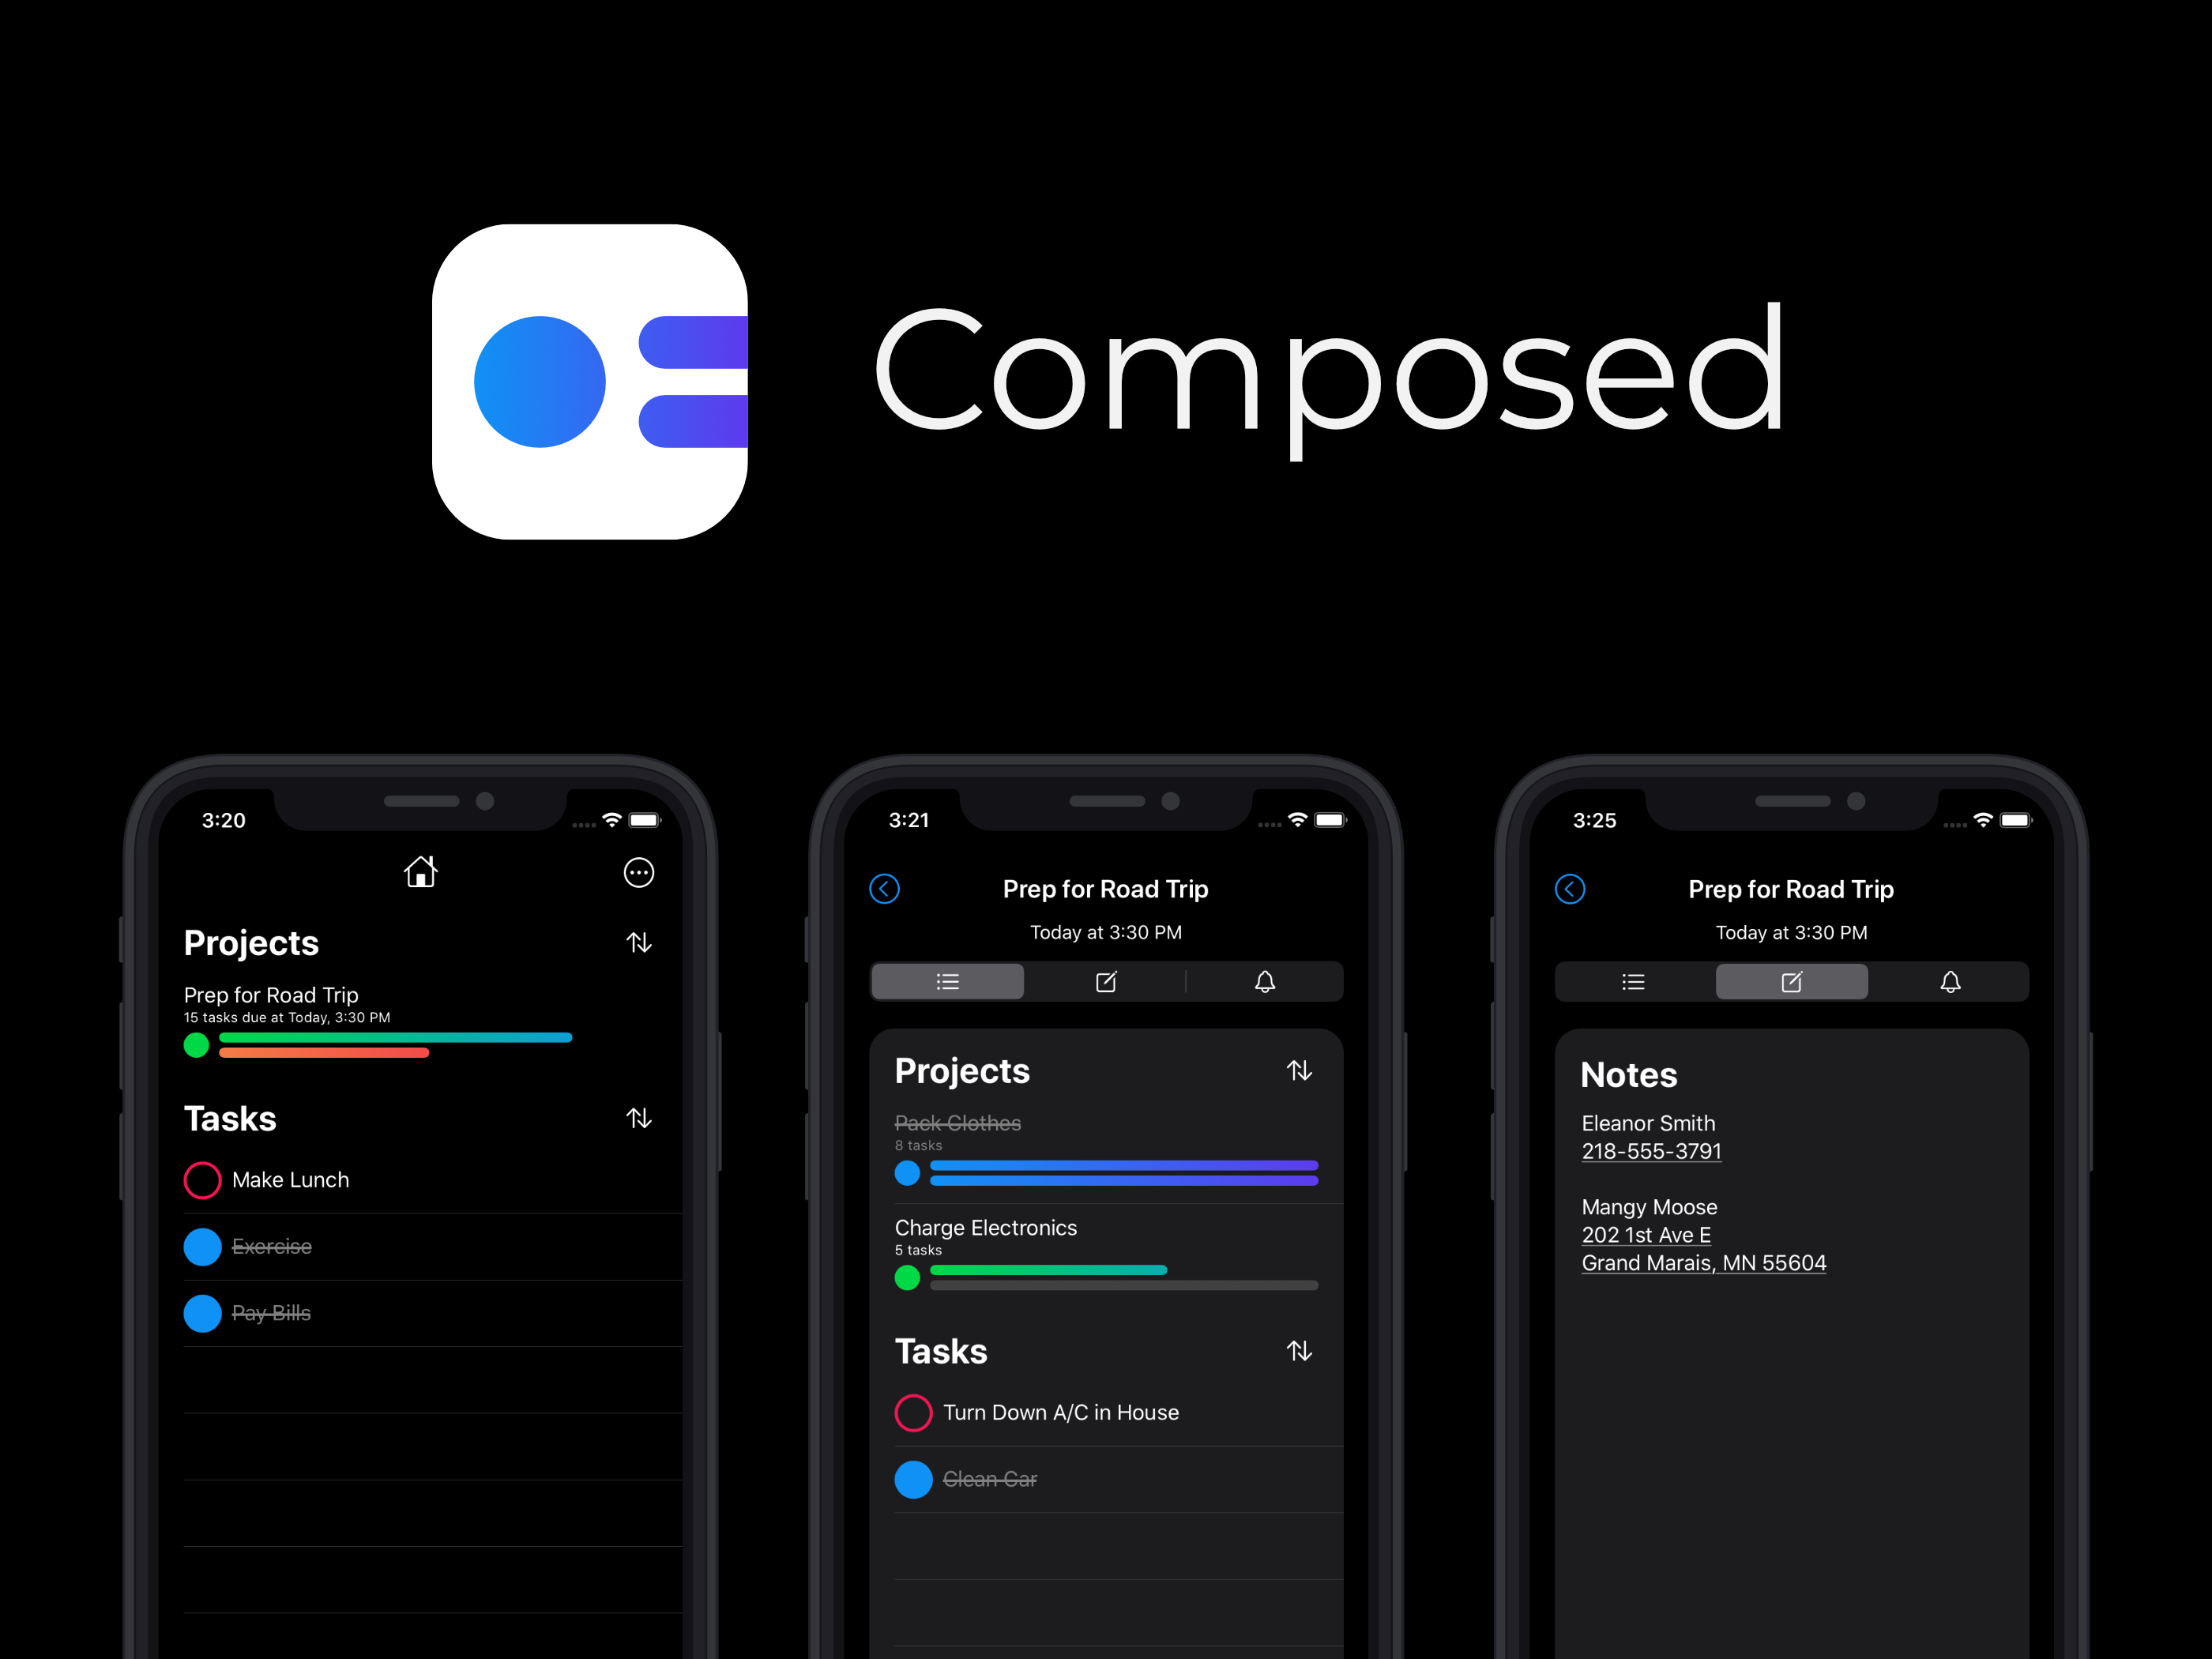 Composed
3:20
Projects
Prep for Road Trip
15 tasks due at Today, 3:30 PM
Tasks
Make Lunch
Exercise
Pay Bills
3:21
Prep for Road Trip
Today at 3:30 PM
Projects
Pack Clothes
8 tasks
Charge Electronics
5 tasks
Tasks
Turn Down A/C in House
Clean Car
3:25
Prep for Road Trip
Today at 3:30 PM
Notes
Eleanor Smith
218-555-3791
Mangy Moose
202 1st Ave E
Grand Marais, MN 55604